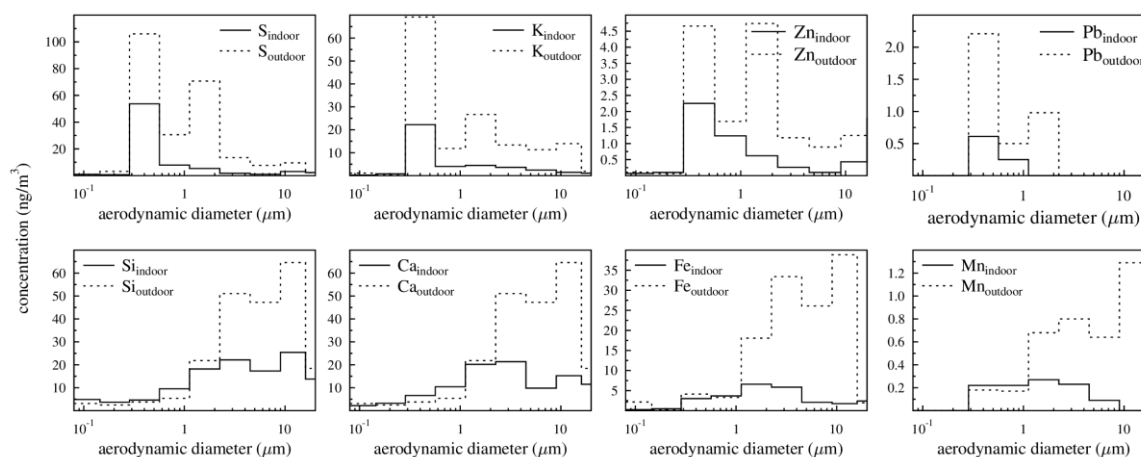 concentration (ng/m³)
100
80
60
40
20
S_indoor
S_outdoor
10⁻¹
1
10
aerodynamic diameter (μm)
60
50
40
30
20
10
K_indoor
K_outdoor
10⁻¹
1
10
aerodynamic diameter (μm)
4.5
4.0
3.5
3.0
2.5
2.0
1.5
1.0
0.5
Zn_indoor
Zn_outdoor
10⁻¹
1
10
aerodynamic diameter (μm)
2.0
1.5
1.0
0.5
Pb_indoor
Pb_outdoor
10⁻¹
1
10
aerodynamic diameter (μm)
60
50
40
30
20
10
Si_indoor
Si_outdoor
10⁻¹
1
10
aerodynamic diameter (μm)
60
50
40
30
20
10
Ca_indoor
Ca_outdoor
10⁻¹
1
10
aerodynamic diameter (μm)
35
30
25
20
15
10
5
Fe_indoor
Fe_outdoor
10⁻¹
1
10
aerodynamic diameter (μm)
1.2
1.0
0.8
0.6
0.4
0.2
Mn_indoor
Mn_outdoor
10⁻¹
1
10
aerodynamic diameter (μm)